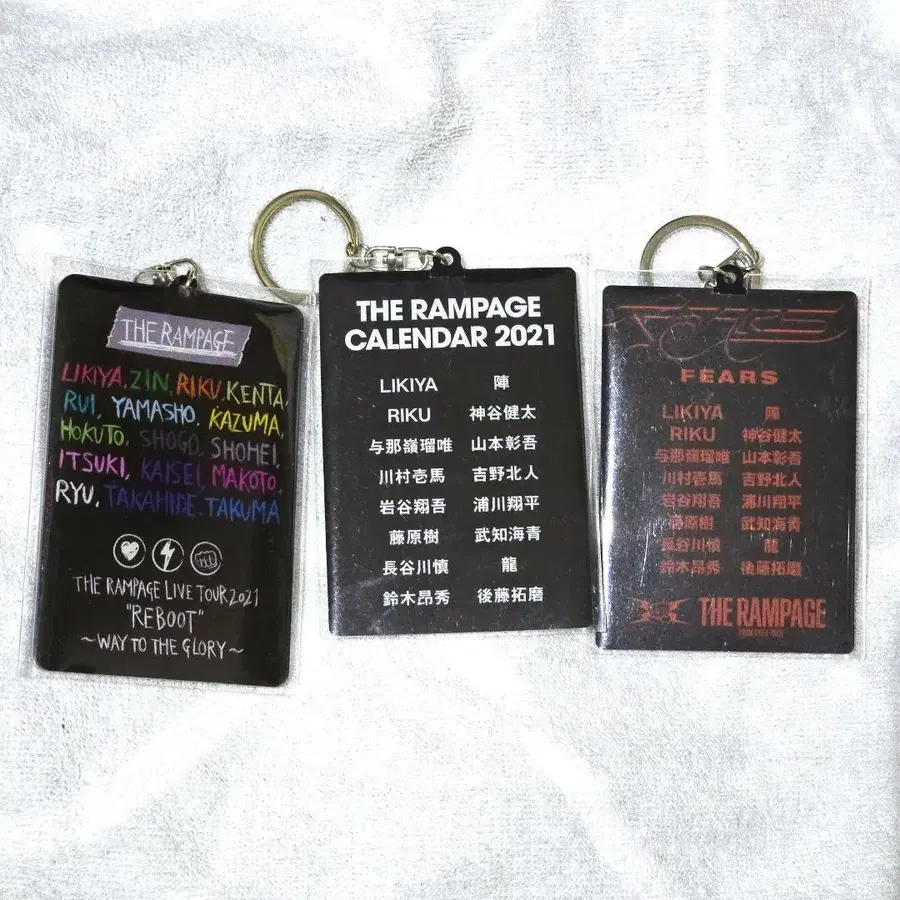 THE RAMPAGE
LIKIYA, ZIN, RIKU, KENTA,
RUI, YAMASHO, KAZUMA,
HOKUTO, SHOGO, SHOHEI,
ITSUKI, KAISEI, MAKOTO,
RYU, TAKAHIDE, TAKUMA
THE RAMPAGE LIVE TOUR 2021
"REBOOT"
~WAY TO THE GLORY~
THE RAMPAGE
CALENDAR 2021
LIKIYA 陣
RIKU 神谷健太
与那嶺瑠唯 山本彰吾
川村壱馬 吉野北人
岩谷翔吾 浦川翔平
藤原樹 武知海青
長谷川慎 龍
鈴木昂秀 後藤拓磨
FEARS
LIKIYA 陣
RIKU 神谷健太
与那嶺瑠唯 山本彰吾
川村壱馬 吉野北人
岩谷翔吾 浦川翔平
藤原樹 武知海青
長谷川慎 龍
鈴木昂秀 後藤拓磨
THE RAMPAGE
FROM EXILE TRIBE